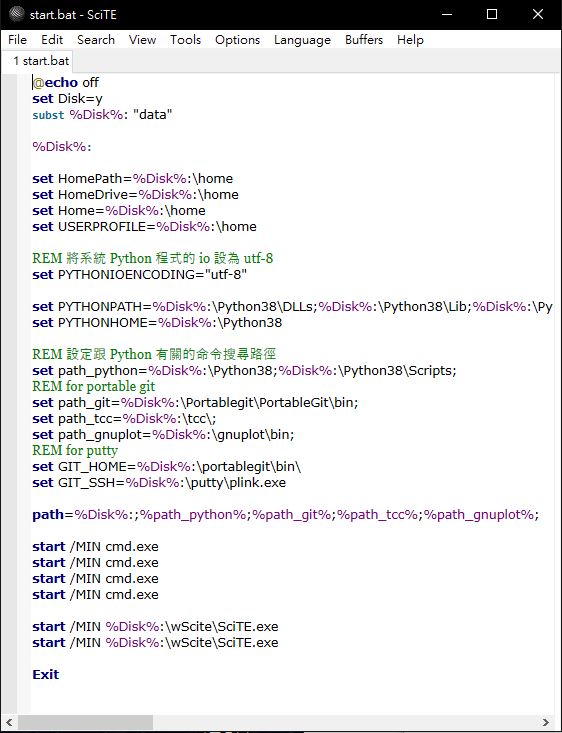 start.bat - SciTE
File Edit Search View Tools Options Language Buffers Help
1 start.bat
@echo off
set Disk=y
subst %Disk%: "data"
%Disk%:
set HomePath=%Disk%:\home
set HomeDrive=%Disk%:\home
set Home=%Disk%:\home
set USERPROFILE=%Disk%:\home
REM 將系統 Python 程式的 io 設為 utf-8
set PYTHONIOENCODING="utf-8"
set PYTHONPATH=%Disk%:\Python38\DLLs;%Disk%:\Python38\Lib;%Disk%:\Py
set PYTHONHOME=%Disk%:\Python38
REM 設定跟 Python 有關的命令搜尋路徑
set path_python=%Disk%:\Python38;%Disk%:\Python38\Scripts;
REM for portable git
set path_git=%Disk%:\Portablegit\PortableGit\bin;
set path_tcc=%Disk%:\tcc\;
set path_gnuplot=%Disk%:\gnuplot\bin;
REM for putty
set GIT_HOME=%Disk%:\portablegit\bin\
set GIT_SSH=%Disk%:\putty\plink.exe
path=%Disk%:;%path_python%;%path_git%;%path_tcc%;%path_gnuplot%;
start /MIN cmd.exe
start /MIN cmd.exe
start /MIN cmd.exe
start /MIN cmd.exe
start /MIN %Disk%:\wScite\SciTE.exe
start /MIN %Disk%:\wScite\SciTE.exe
Exit